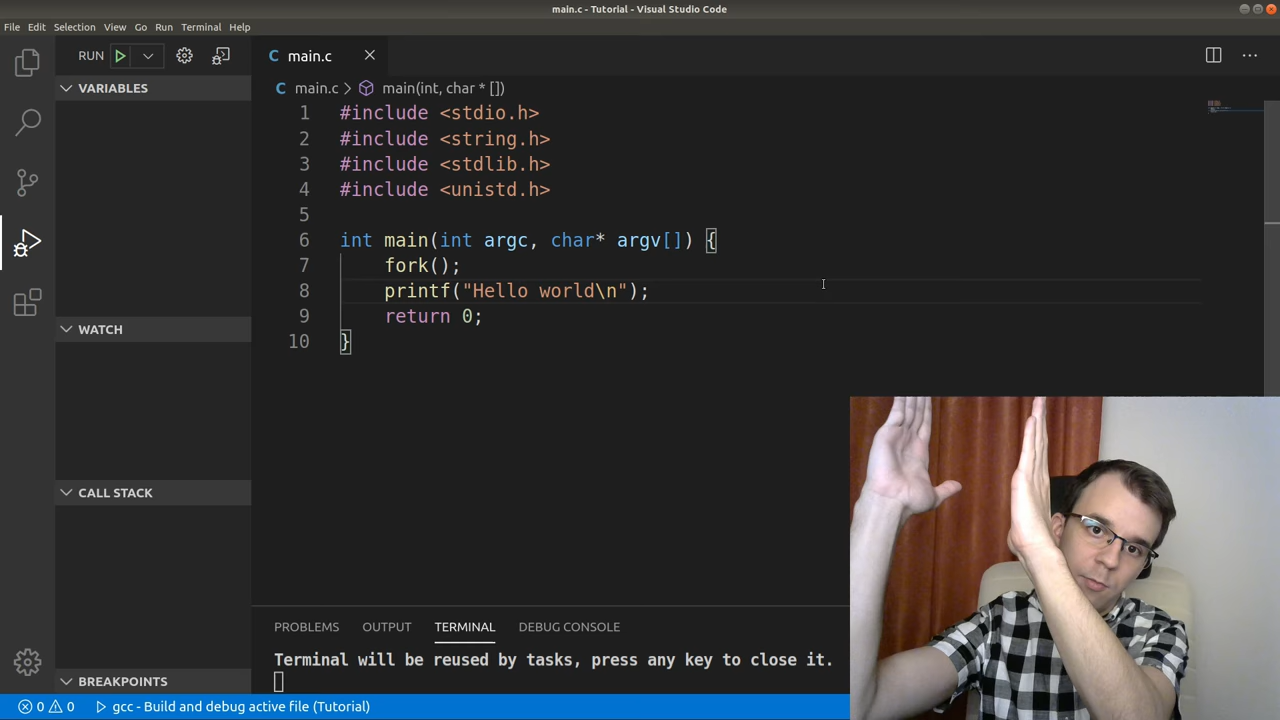 main.c - Tutorial - Visual Studio Code
File Edit Selection View Go Run Terminal Help
RUN
main.c
VARIABLES
C main.c > main(int, char * [])
1 #include <stdio.h>
2 #include <string.h>
3 #include <stdlib.h>
4 #include <unistd.h>
5
6 int main(int argc, char* argv[]) {
7 fork();
8 printf("Hello world\n");
9 return 0;
10 }
WATCH
CALL STACK
BREAKPOINTS
PROBLEMS OUTPUT TERMINAL DEBUG CONSOLE
Terminal will be reused by tasks, press any key to close it.
0 0 gcc - Build and debug active file (Tutorial)